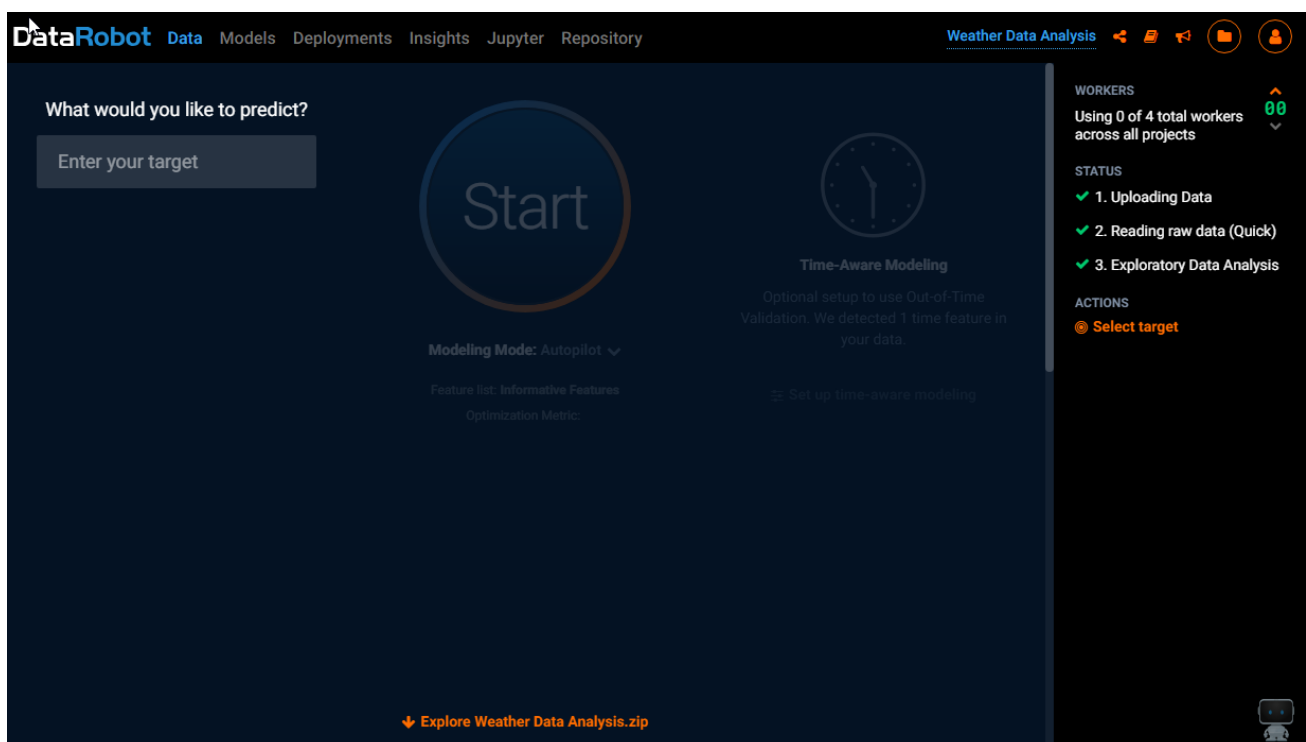 DataRobot Data Models Deployments Insights Jupyter Repository
Weather Data Analysis
What would you like to predict?
Enter your target
Start
Modeling Mode: Autopilot
Feature list: Informative Features
Optimization Metric:
Time-Aware Modeling
Optional setup to use Out-of-Time
Validation. We detected 1 time feature in
your data.
Set up time-aware modeling
Explore Weather Data Analysis.zip
WORKERS
Using 0 of 4 total workers
across all projects
00
STATUS
1. Uploading Data
2. Reading raw data (Quick)
3. Exploratory Data Analysis
ACTIONS
Select target